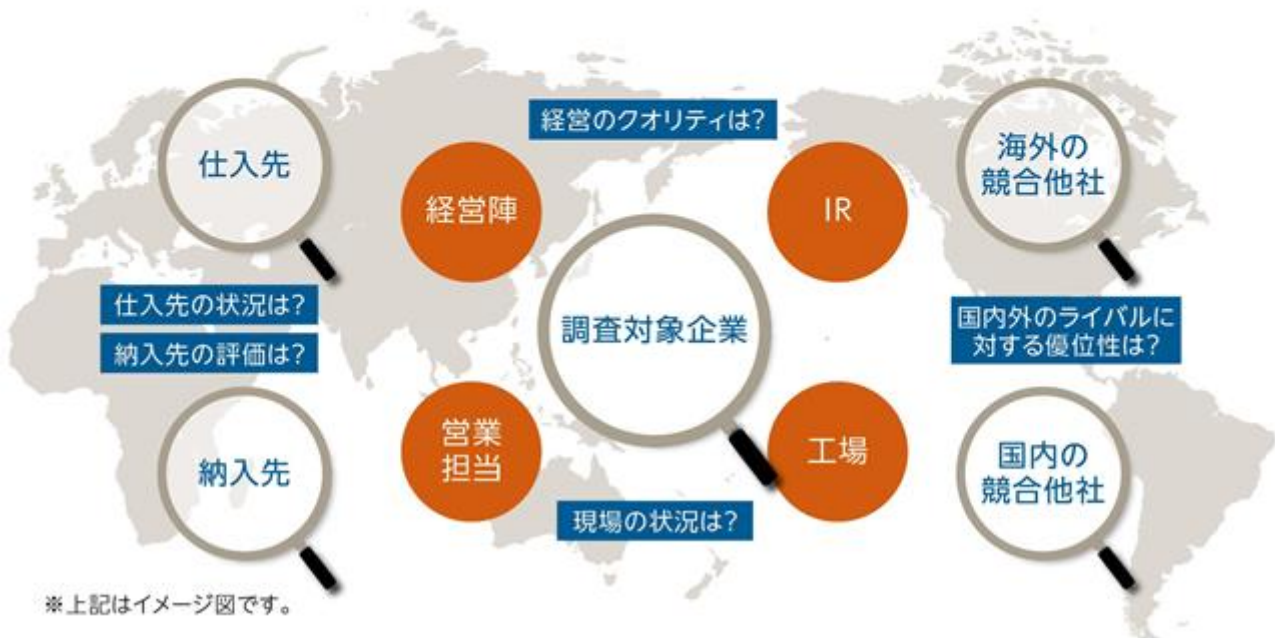 経営のクオリティは?
仕入先
経営陣
IR
海外の
競合他社
調査対象企業
仕入先の状況は?
納入先の評価は?
国内外のライバルに
対する優位性は?
納入先
営業
担当
工場
国内の
競合他社
現場の状況は?
※上記はイメージ図です。